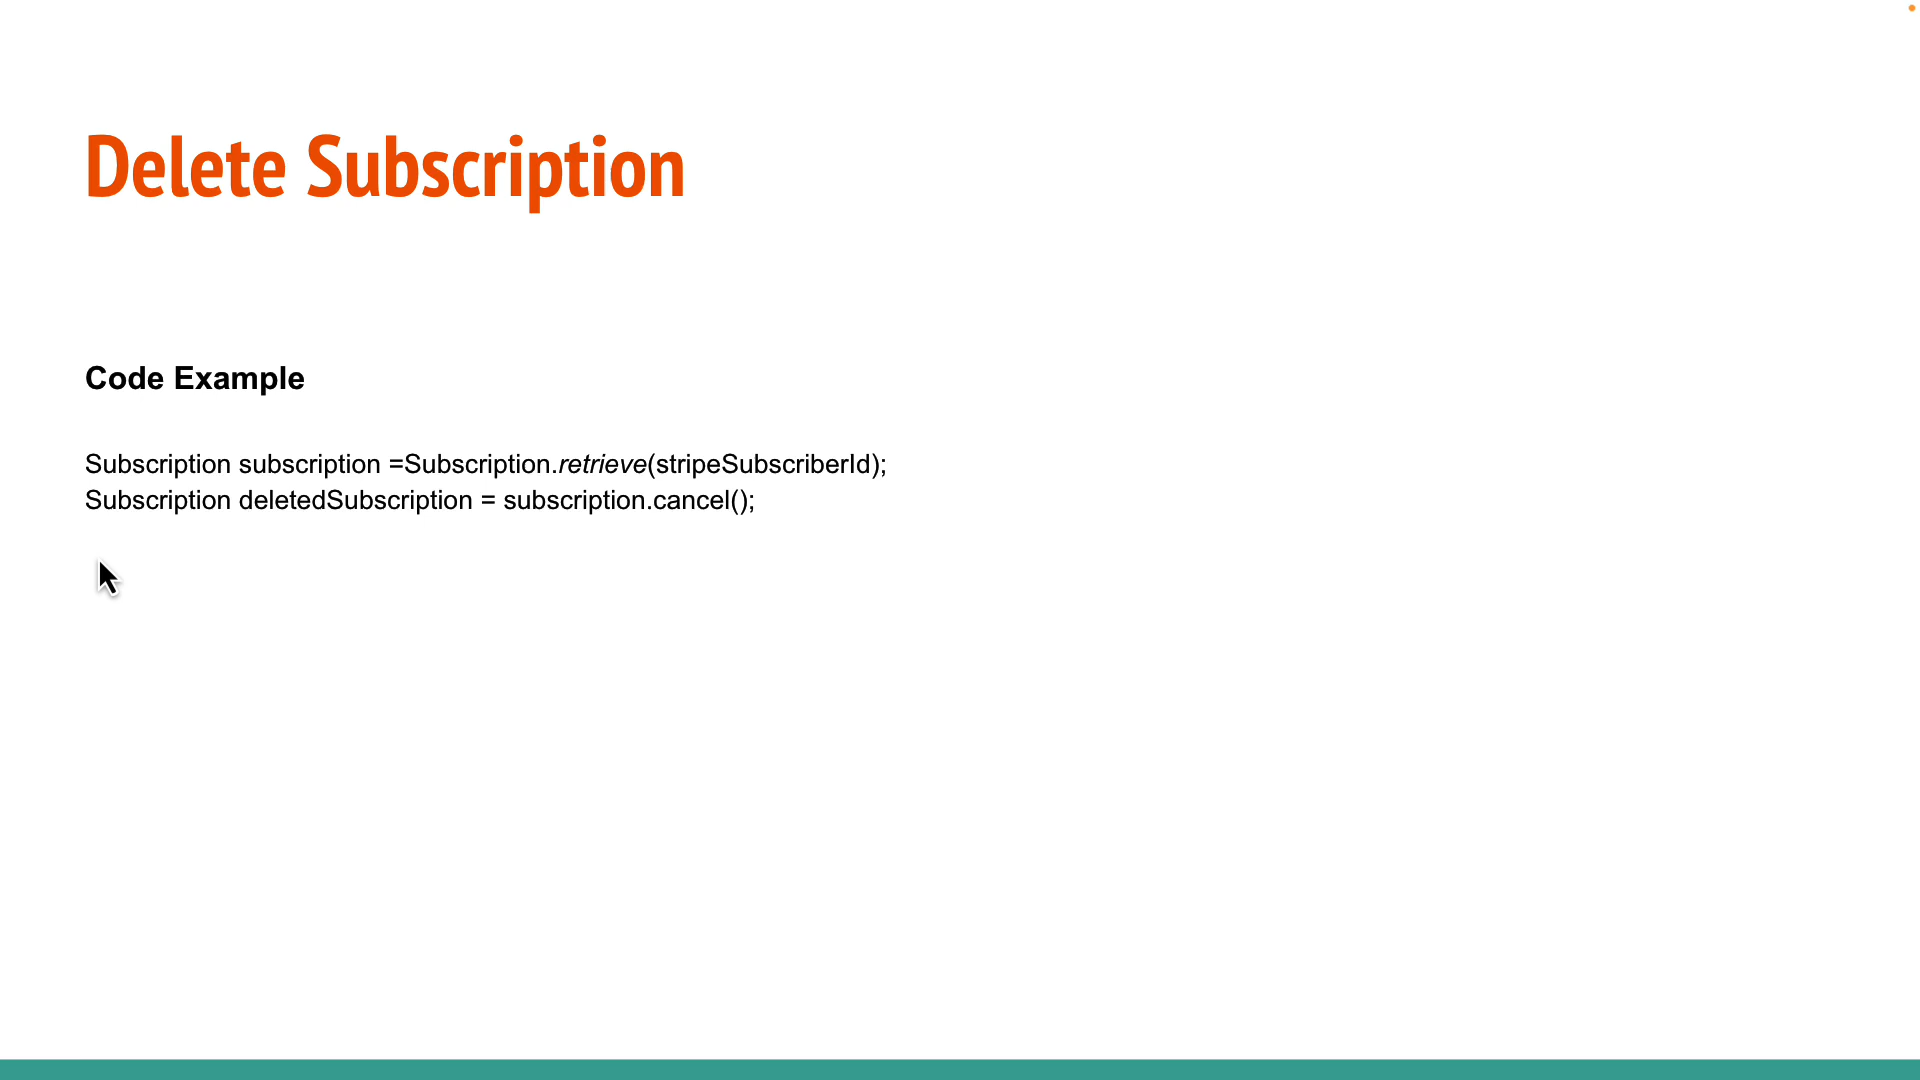 Delete Subscription
Code Example
Subscription subscription =Subscription.retrieve(stripeSubscriberId);
Subscription deletedSubscription = subscription.cancel();